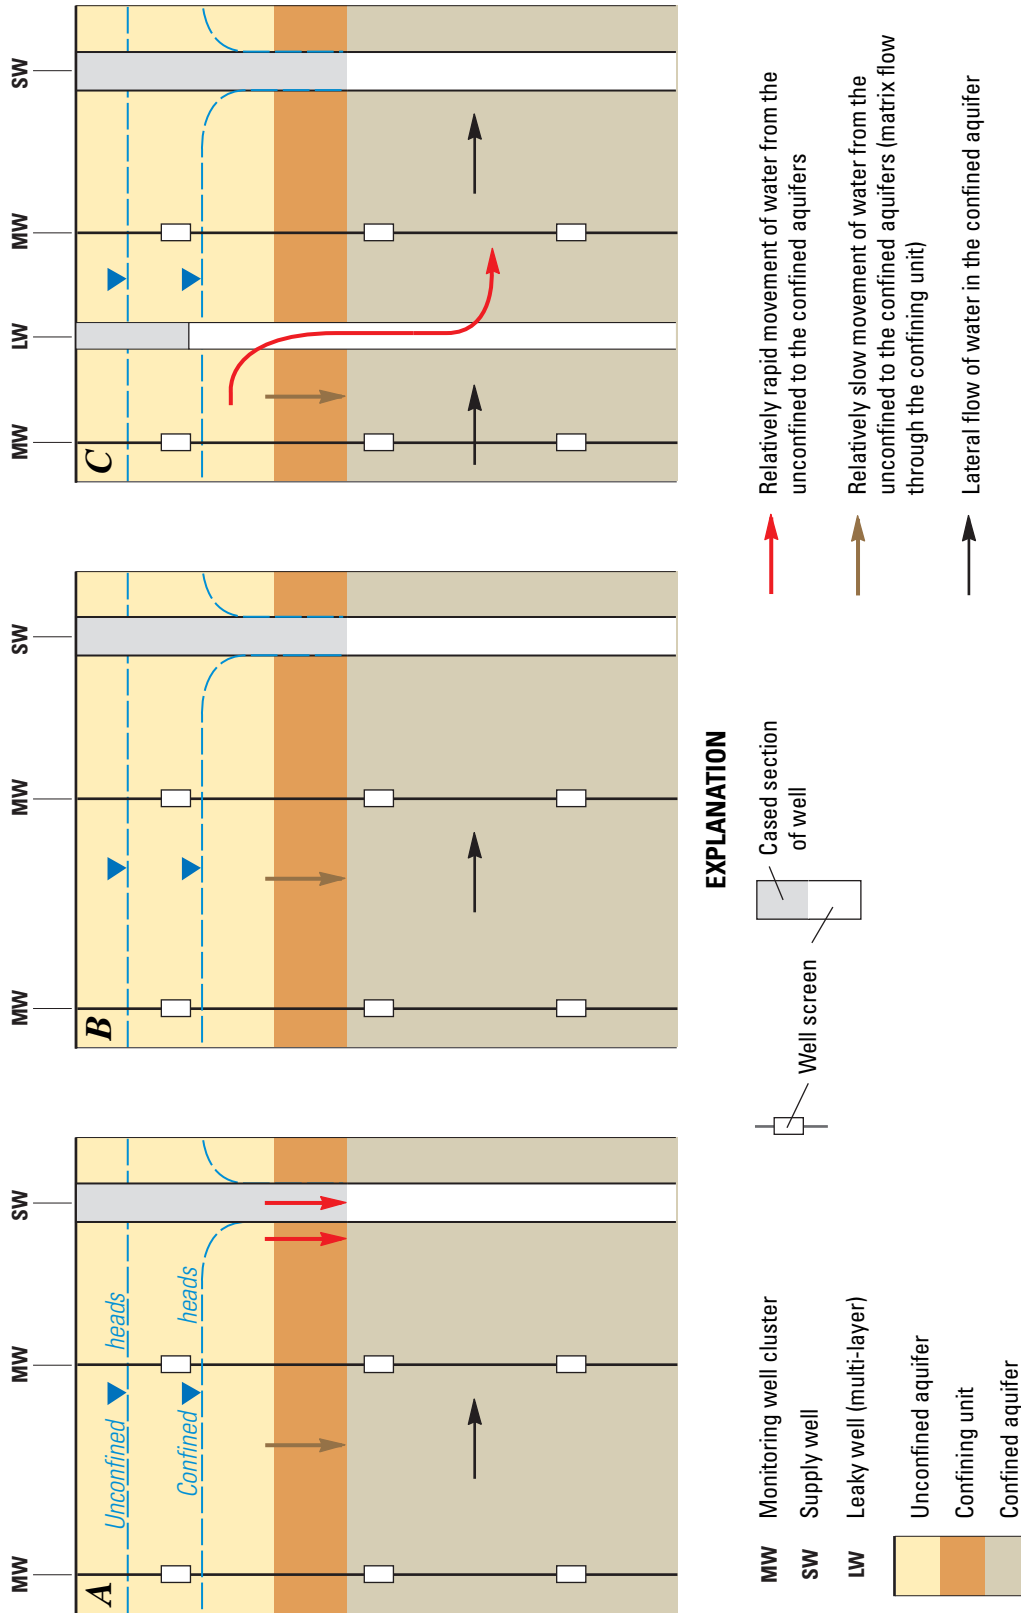 MW
MW
SW
A
Unconfined heads
Confined heads
MW
MW
SW
B
MW
LW
MW
SW
C
EXPLANATION
MW Monitoring well cluster
SW Supply well
LW Leaky well (multi-layer)
Unconfined aquifer
Confining unit
Confined aquifer
Well screen
Cased section
of well
Relatively rapid movement of water from the
unconfined to the confined aquifers
Relatively slow movement of water from the
unconfined to the confined aquifers (matrix flow
through the confining unit)
Lateral flow of water in the confined aquifer